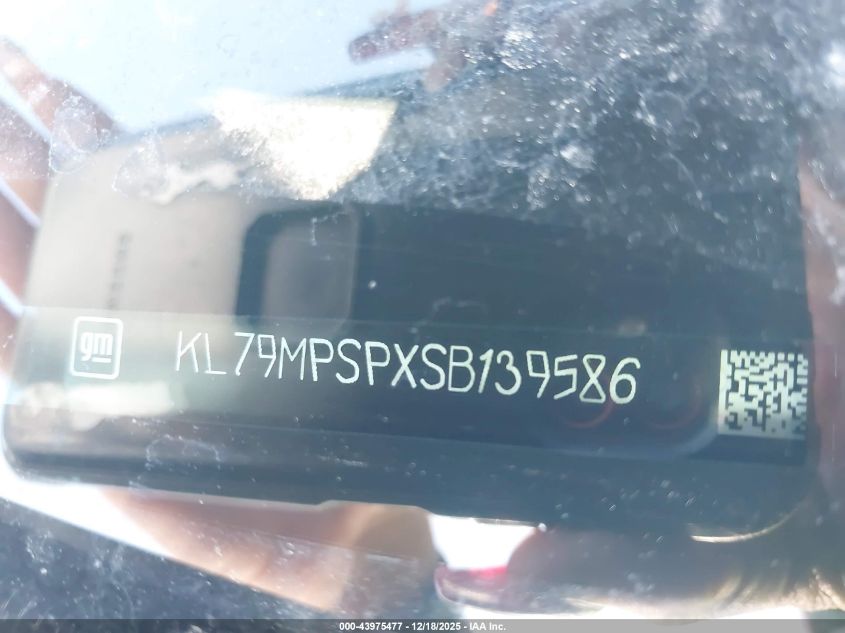 gm KL79MPSPXSB139586
000-43975477 - 12/18/2025 - IAA Inc.